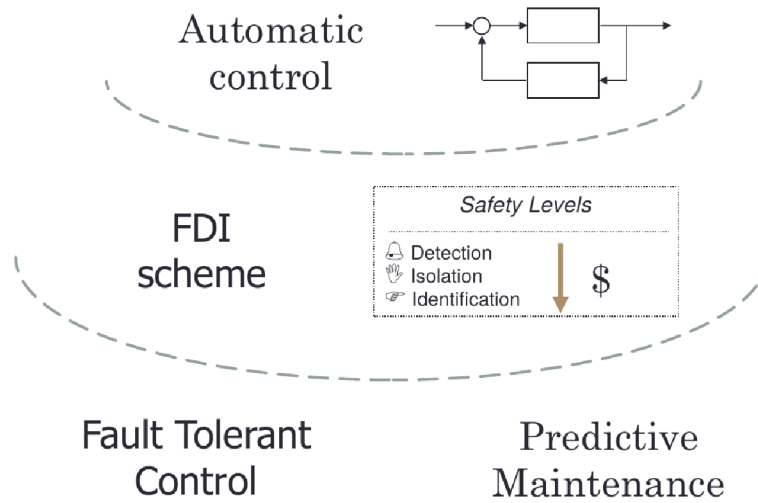 Automatic
control
FDI
scheme
Safety Levels
Detection
Isolation
Identification
$
Fault Tolerant
Control
Predictive
Maintenance